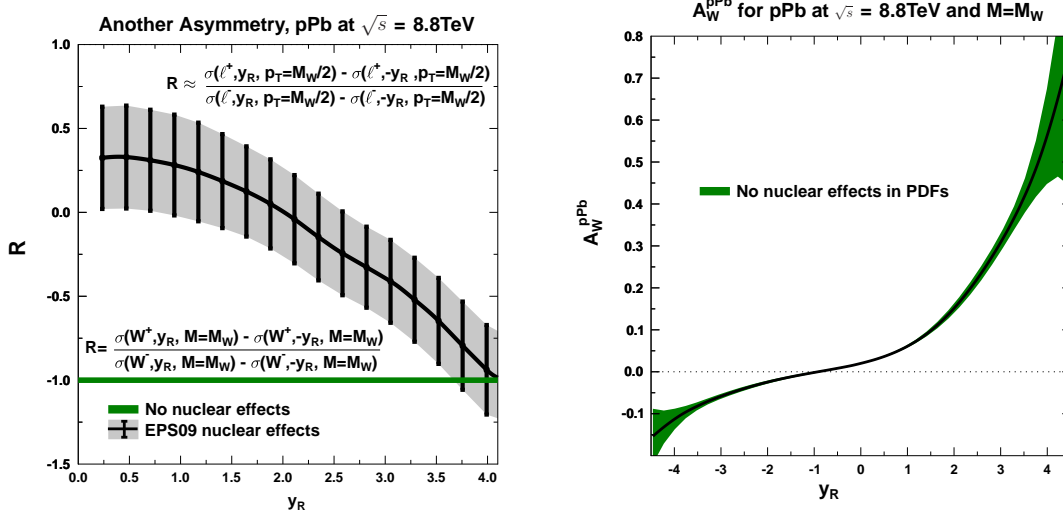 Another Asymmetry, pPb at √s = 8.8TeV
R ≈ σ(ℓ⁺,y_R, p_T=M_W/2) - σ(ℓ⁺,-y_R ,p_T=M_W/2)
σ(ℓ⁻,y_R, p_T=M_W/2) - σ(ℓ⁻,-y_R, p_T=M_W/2)
R= σ(W⁺,y_R, M=M_W) - σ(W⁺,-y_R, M=M_W)
σ(W⁻,y_R, M=M_W) - σ(W⁻,-y_R, M=M_W)
No nuclear effects
EPS09 nuclear effects
1.0
0.5
0.0
-0.5
-1.0
-1.5
R
0.0 0.5 1.0 1.5 2.0 2.5 3.0 3.5 4.0
y_R
A_W^pPb for pPb at √s = 8.8TeV and M=M_W
No nuclear effects in PDFs
0.8
0.7
0.6
0.5
0.4
0.3
0.2
0.1
0.0
-0.1
A_W^pPb
-4 -3 -2 -1 0 1 2 3 4
y_R